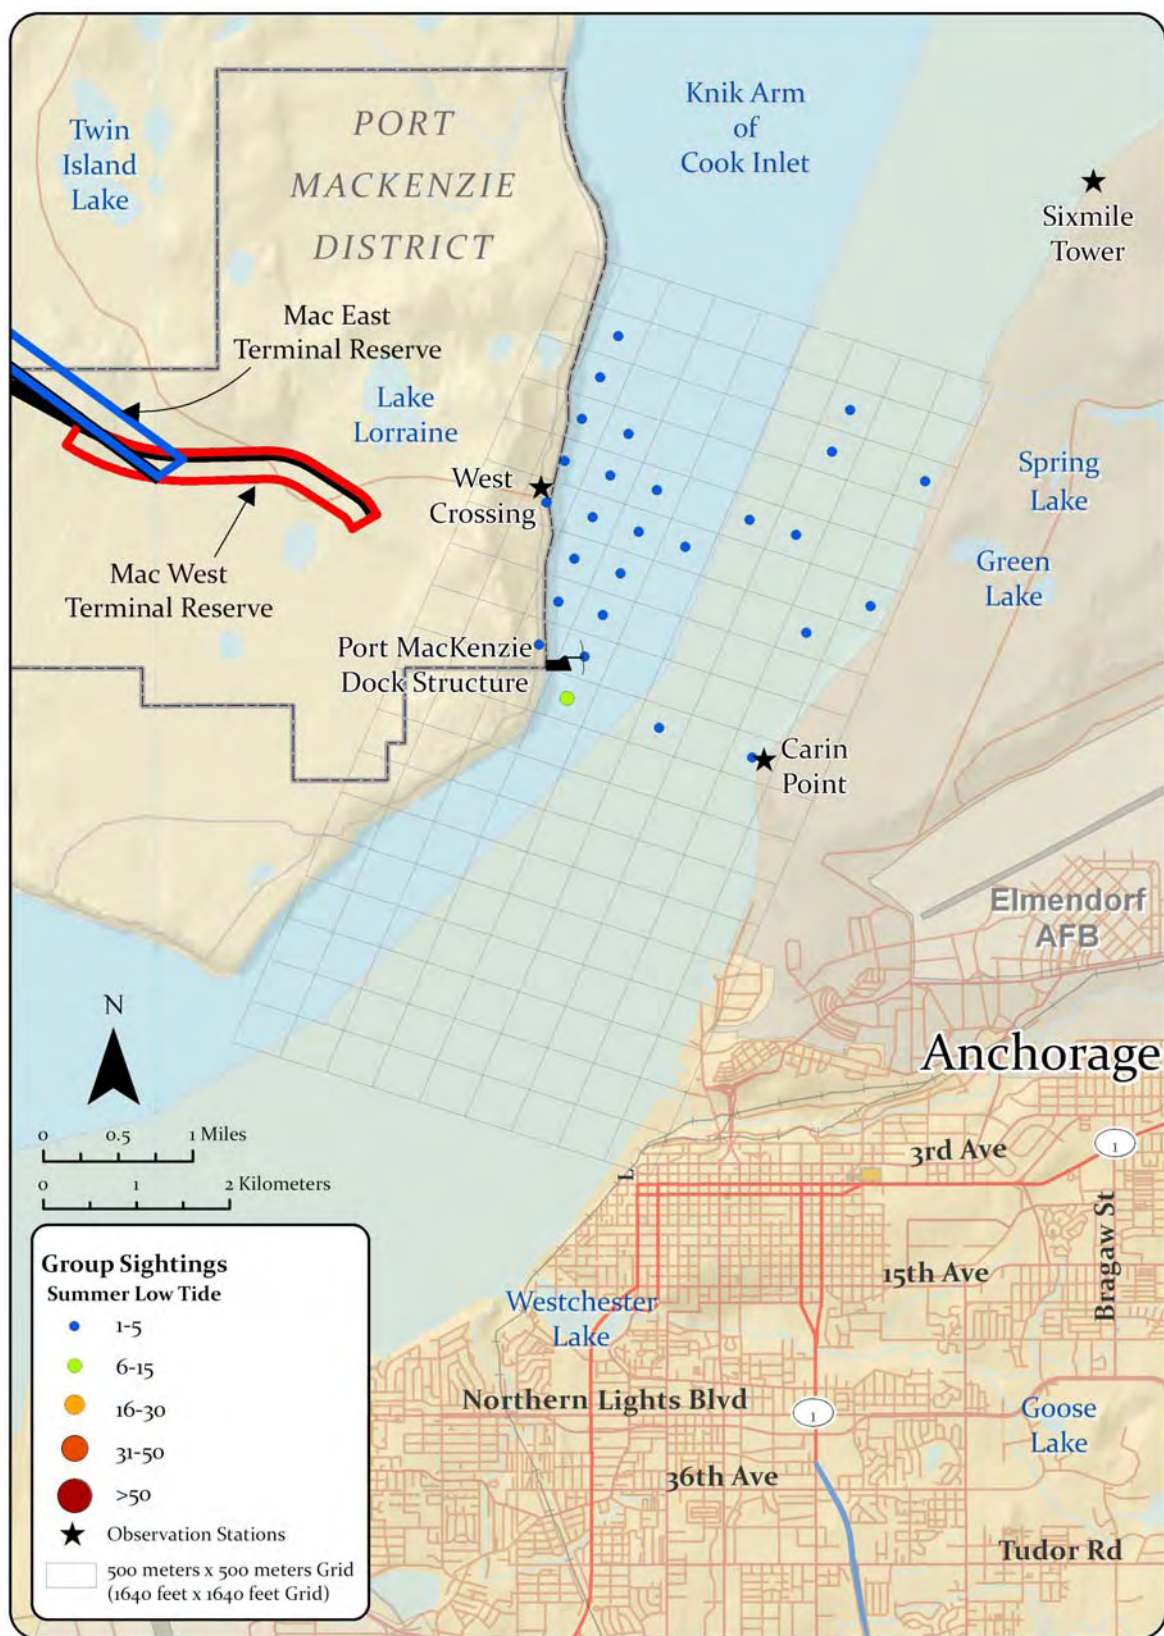 Knik Arm
of
Cook Inlet
Twin
Island
Lake
PORT
MACKENZIE
DISTRICT
Sixmile
Tower
Mac East
Terminal Reserve
Lake
Lorraine
West
Crossing
Spring
Lake
Green
Lake
Mac West
Terminal Reserve
Port MacKenzie
Dock Structure
Carin
Point
Elmendorf
AFB
N
Anchorage
0 0.5 1 Miles
0 1 2 Kilometers
3rd Ave
1
L
Bragaw St
15th Ave
Westchester
Lake
Northern Lights Blvd
1
Goose
Lake
36th Ave
Tudor Rd
Group Sightings
Summer Low Tide
1-5
6-15
16-30
31-50
>50
Observation Stations
500 meters x 500 meters Grid
(1640 feet x 1640 feet Grid)